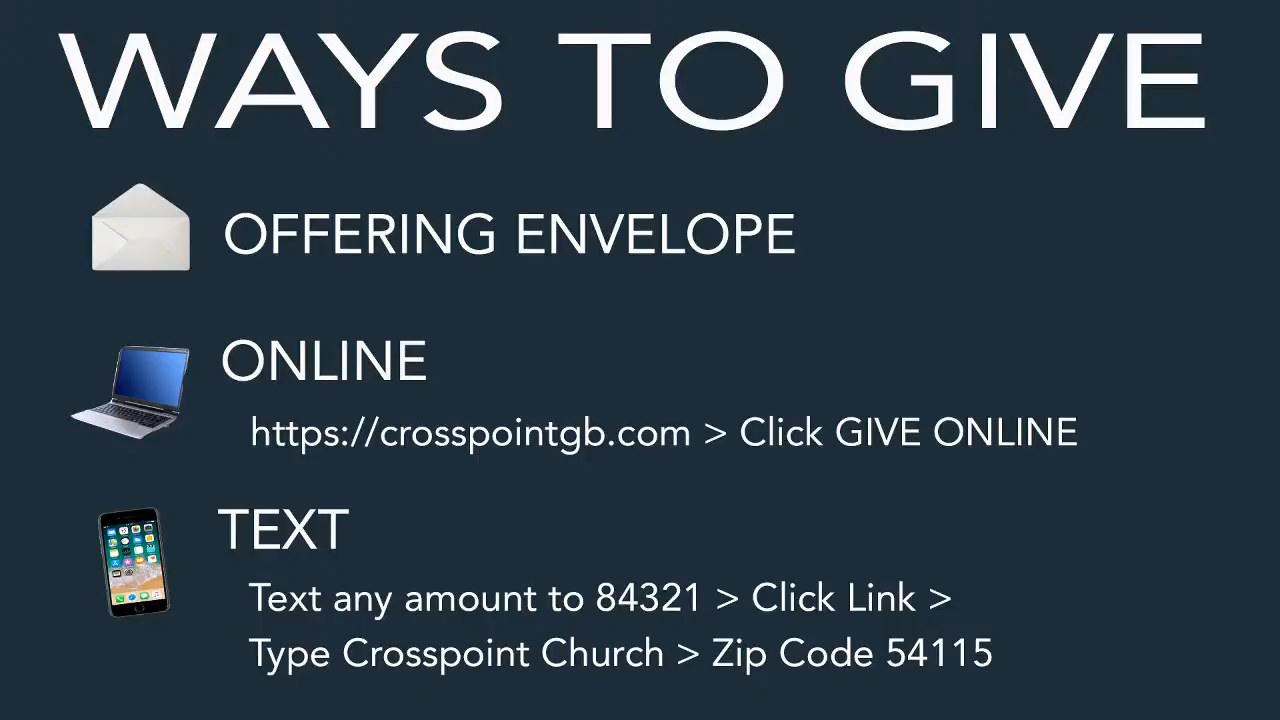 WAYS TO GIVE
OFFERING ENVELOPE
ONLINE
https://crosspointgb.com > Click GIVE ONLINE
TEXT
Text any amount to 84321 > Click Link >
Type Crosspoint Church > Zip Code 54115